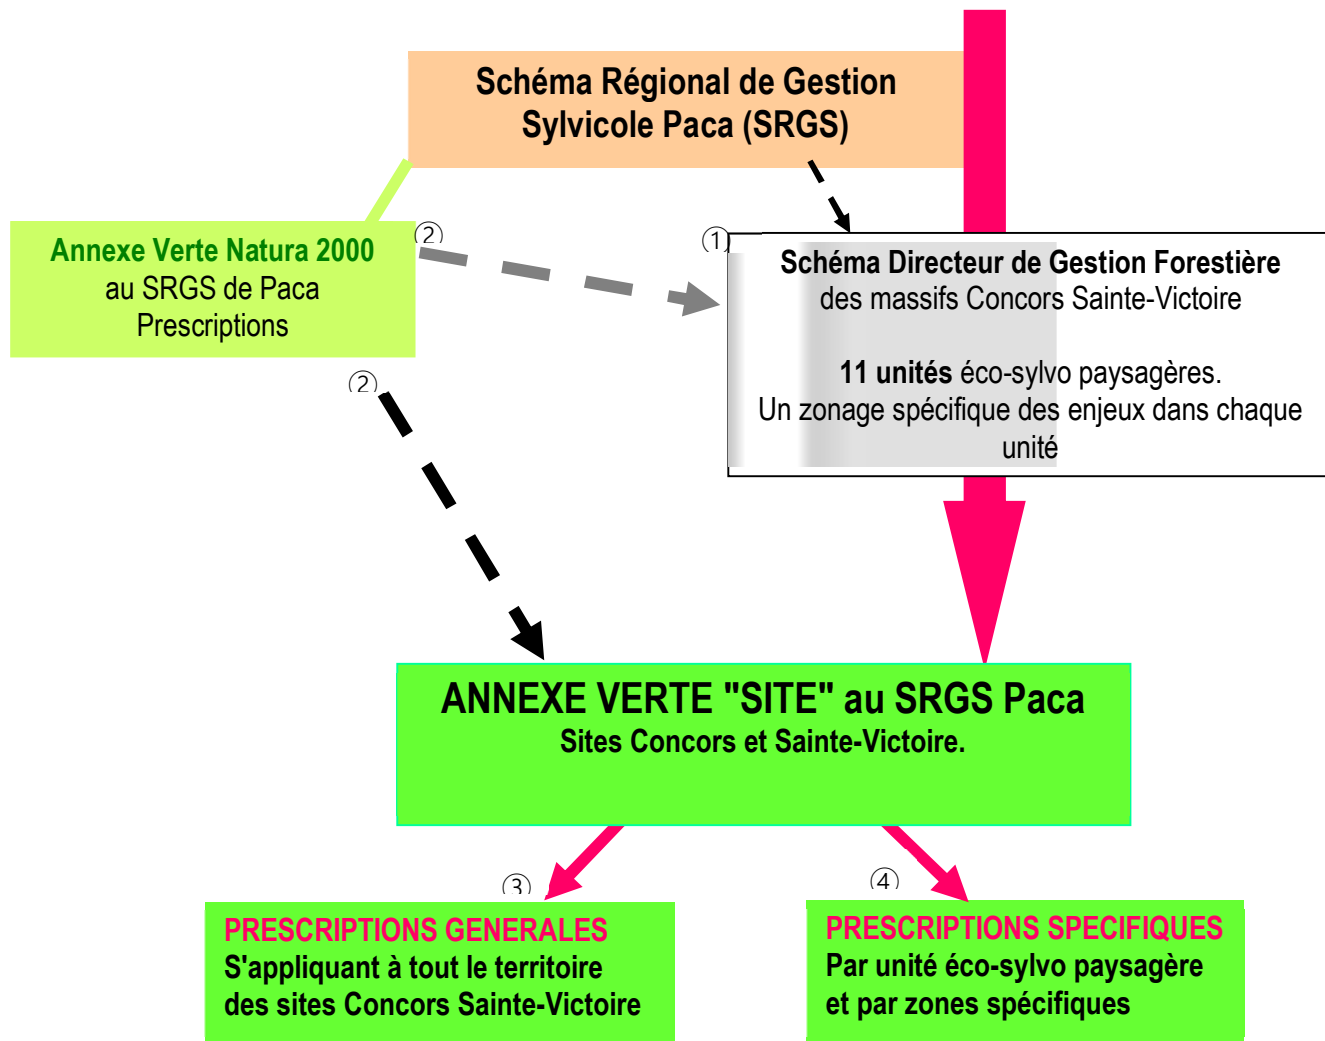 Schéma Régional de Gestion
Sylvicole Paca (SRGS)
②
Annexe Verte Natura 2000
au SRGS de Paca
Prescriptions
①
Schéma Directeur de Gestion Forestière
des massifs Concors Sainte-Victoire
11 unités éco-sylvo paysagères.
Un zonage spécifique des enjeux dans chaque
unité
②
ANNEXE VERTE "SITE" au SRGS Paca
Sites Concors et Sainte-Victoire.
③
PRESCRIPTIONS GENERALES
S'appliquant à tout le territoire
des sites Concors Sainte-Victoire
④
PRESCRIPTIONS SPECIFIQUES
Par unité éco-sylvo paysagère
et par zones spécifiques